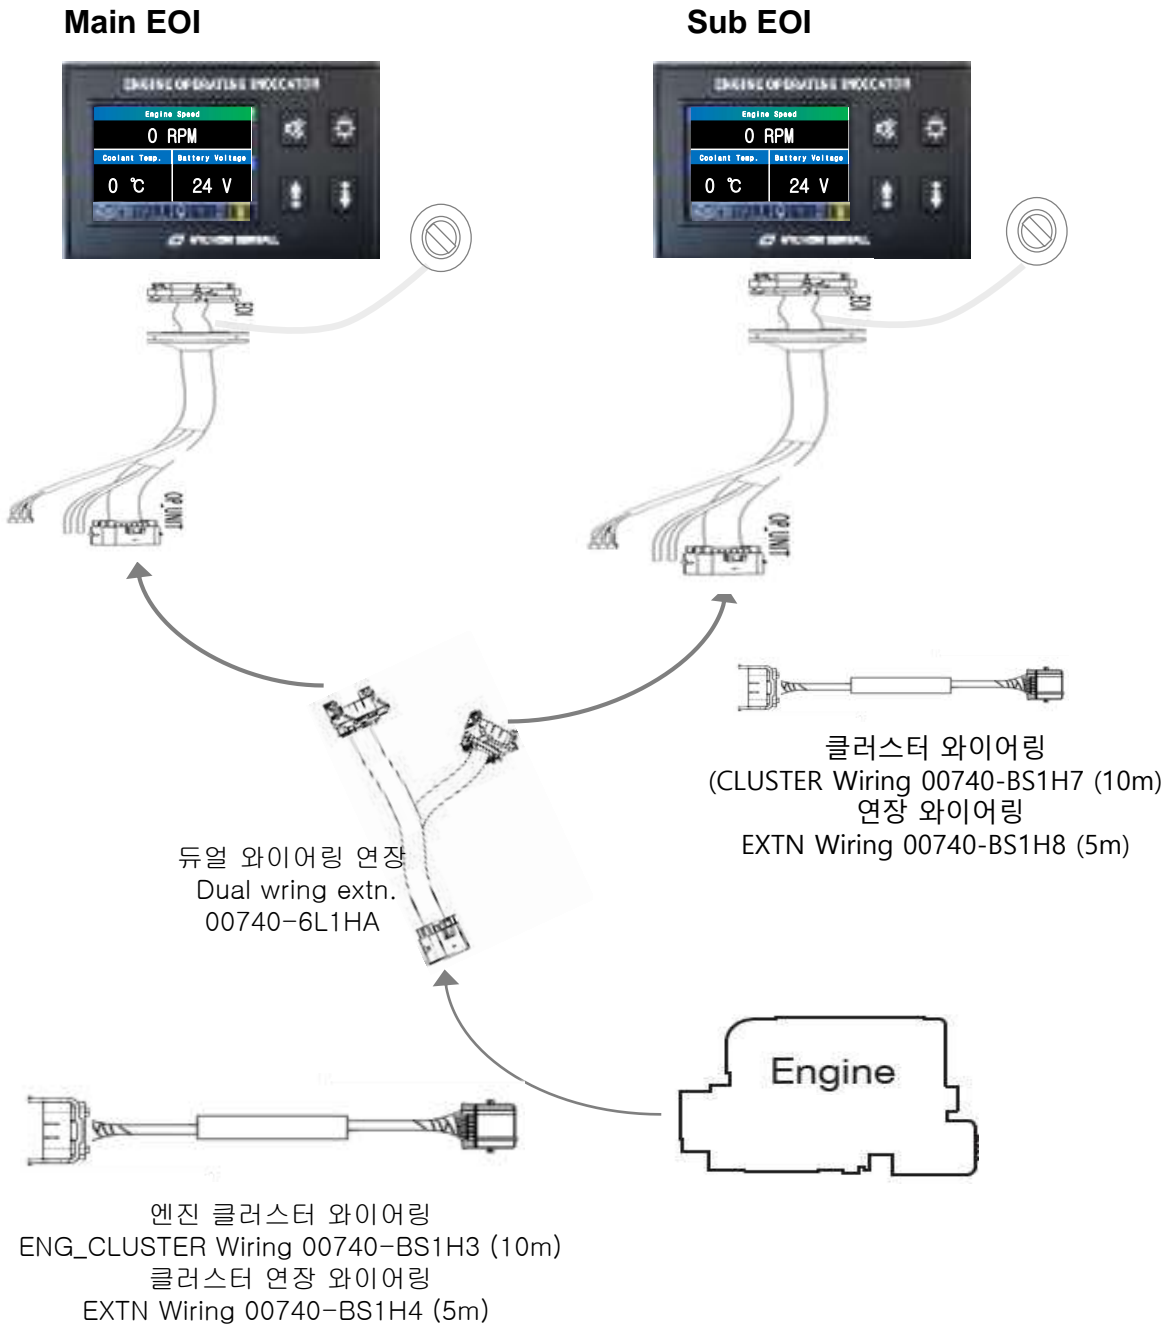 Main EOI
Sub EOI
ENGINE OPERATING INDICATOR
Engine Speed
0 RPM
Coolant Temp.
Battery Voltage
0 ℃
24 V
ENGINE OPERATING INDICATOR
Engine Speed
0 RPM
Coolant Temp.
Battery Voltage
0 ℃
24 V
EOI
EOI
OP_UNIT
OP_UNIT
클러스터 와이어링
(CLUSTER Wiring 00740-BS1H7 (10m)
연장 와이어링
EXTN Wiring 00740-BS1H8 (5m)
듀얼 와이어링 연장
Dual wring extn.
00740-6L1HA
Engine
엔진 클러스터 와이어링
ENG_CLUSTER Wiring 00740-BS1H3 (10m)
클러스터 연장 와이어링
EXTN Wiring 00740-BS1H4 (5m)